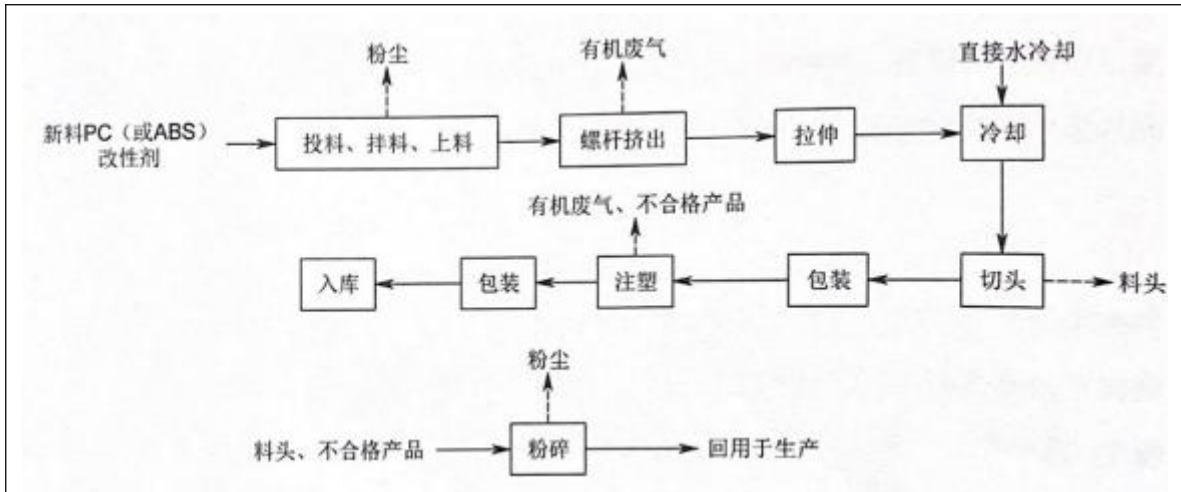 粉尘
有机废气
直接水冷却
新料PC（或ABS）
改性剂
投料、拌料、上料
螺杆挤出
拉伸
冷却
有机废气、不合格产品
入库
包装
注塑
包装
切头
料头
粉尘
料头、不合格产品
粉碎
回用于生产